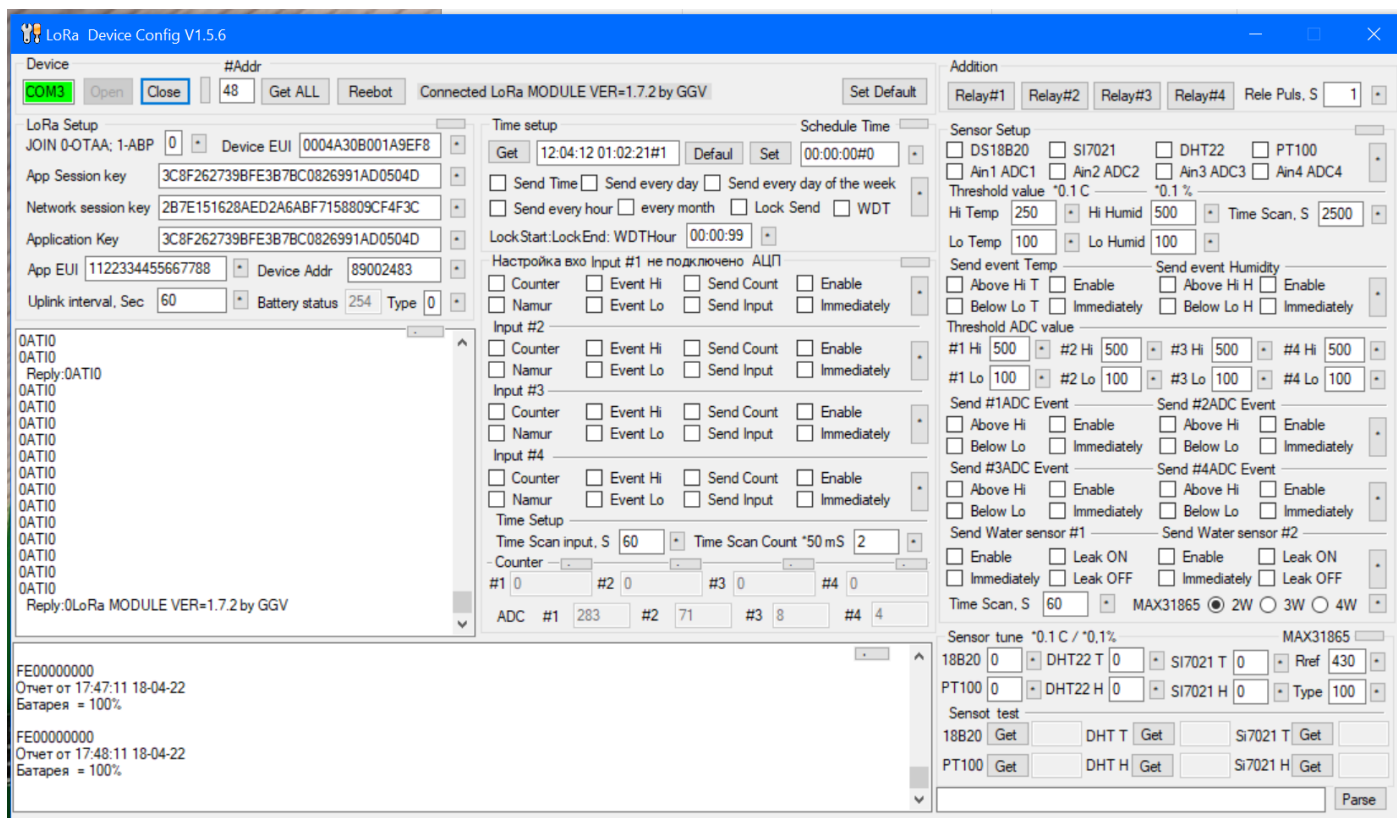 LoRa Device Config V1.5.6
Device #Addr
COM3 Open Close 48 Get ALL Reebot Connected LoRa MODULE VER=1.7.2 by GGV Set Default
LoRa Setup
JOIN 0-OTAA; 1-ABP 0 * Device EUI 0004A30B001A9EF8 *
App Session key 3C8F262739BFE3B7BC0826991AD0504D *
Network session key 2B7E151628AED2A6ABF7158809CF4F3C *
Application Key 3C8F262739BFE3B7BC0826991AD0504D *
App EUI 1122334455667788 * Device Addr 89002483 *
Uplink interval, Sec 60 * Battery status 254 Type 0 *
0ATI0
0ATI0
Reply:0ATI0
0ATI0
0ATI0
0ATI0
0ATI0
0ATI0
0ATI0
0ATI0
0ATI0
0ATI0
0ATI0
0ATI0
0ATI0
0ATI0
Reply:0LoRa MODULE VER=1.7.2 by GGV
Time setup Schedule Time
Get 12:04:12 01:02:21#1 Defaul Set 00:00:00#0 *
Send Time Send every day Send every day of the week *
Send every hour every month Lock Send WDT
LockStart:LockEnd: WDTHour 00:00:99 *
Настройка вхо Input #1 не подключено АЦП
Counter Event Hi Send Count Enable *
Namur Event Lo Send Input Immediately
Input #2
Counter Event Hi Send Count Enable *
Namur Event Lo Send Input Immediately
Input #3
Counter Event Hi Send Count Enable *
Namur Event Lo Send Input Immediately
Input #4
Counter Event Hi Send Count Enable *
Namur Event Lo Send Input Immediately
Time Setup
Time Scan input, S 60 * Time Scan Count *50 mS 2 *
Counter
#1 0 #2 0 #3 0 #4 0
ADC #1 283 #2 71 #3 8 #4 4
FE00000000
Отчет от 17:47:11 18-04-22
Батарея = 100%
FE00000000
Отчет от 17:48:11 18-04-22
Батарея = 100%
Addition
Relay#1 Relay#2 Relay#3 Relay#4 Rele Puls, S 1 *
Sensor Setup
DS18B20 SI7021 DHT22 PT100 *
Ain1 ADC1 Ain2 ADC2 Ain3 ADC3 Ain4 ADC4
Threshold value *0.1 C *0.1 %
Hi Temp 250 * Hi Humid 500 * Time Scan, S 2500 *
Lo Temp 100 * Lo Humid 100 *
Send event Temp Send event Humidity
Above Hi T Enable Above Hi H Enable *
Below Lo T Immediately Below Lo H Immediately
Threshold ADC value
#1 Hi 500 * #2 Hi 500 * #3 Hi 500 * #4 Hi 500 *
#1 Lo 100 * #2 Lo 100 * #3 Lo 100 * #4 Lo 100 *
Send #1ADC Event Send #2ADC Event
Above Hi Enable Above Hi Enable *
Below Lo Immediately Below Lo Immediately
Send #3ADC Event Send #4ADC Event
Above Hi Enable Above Hi Enable *
Below Lo Immediately Below Lo Immediately
Send Water sensor #1 Send Water sensor #2
Enable Leak ON Enable Leak ON *
Immediately Leak OFF Immediately Leak OFF
Time Scan, S 60 * MAX31865 2W 3W 4W *
Sensor tune *0.1 C / *0,1% MAX31865
18B20 0 * DHT22 T 0 * SI7021 T 0 * Rref 430 *
PT100 0 * DHT22 H 0 * SI7021 H 0 * Type 100 *
Sensot test
18B20 Get DHT T Get Si7021 T Get
PT100 Get DHT H Get Si7021 H Get
Parse